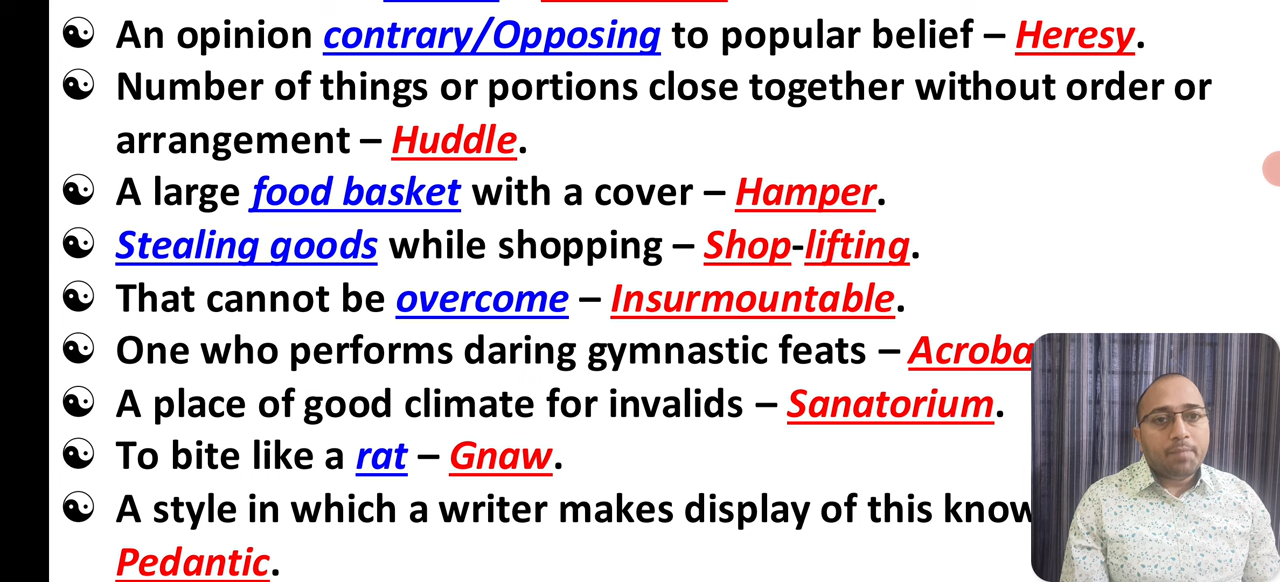 ☯ An opinion contrary/Opposing to popular belief – Heresy.
☯ Number of things or portions close together without order or
arrangement – Huddle.
☯ A large food basket with a cover – Hamper.
☯ Stealing goods while shopping – Shop-lifting.
☯ That cannot be overcome – Insurmountable.
☯ One who performs daring gymnastic feats – Acroba
☯ A place of good climate for invalids – Sanatorium.
☯ To bite like a rat – Gnaw.
☯ A style in which a writer makes display of this know
Pedantic.